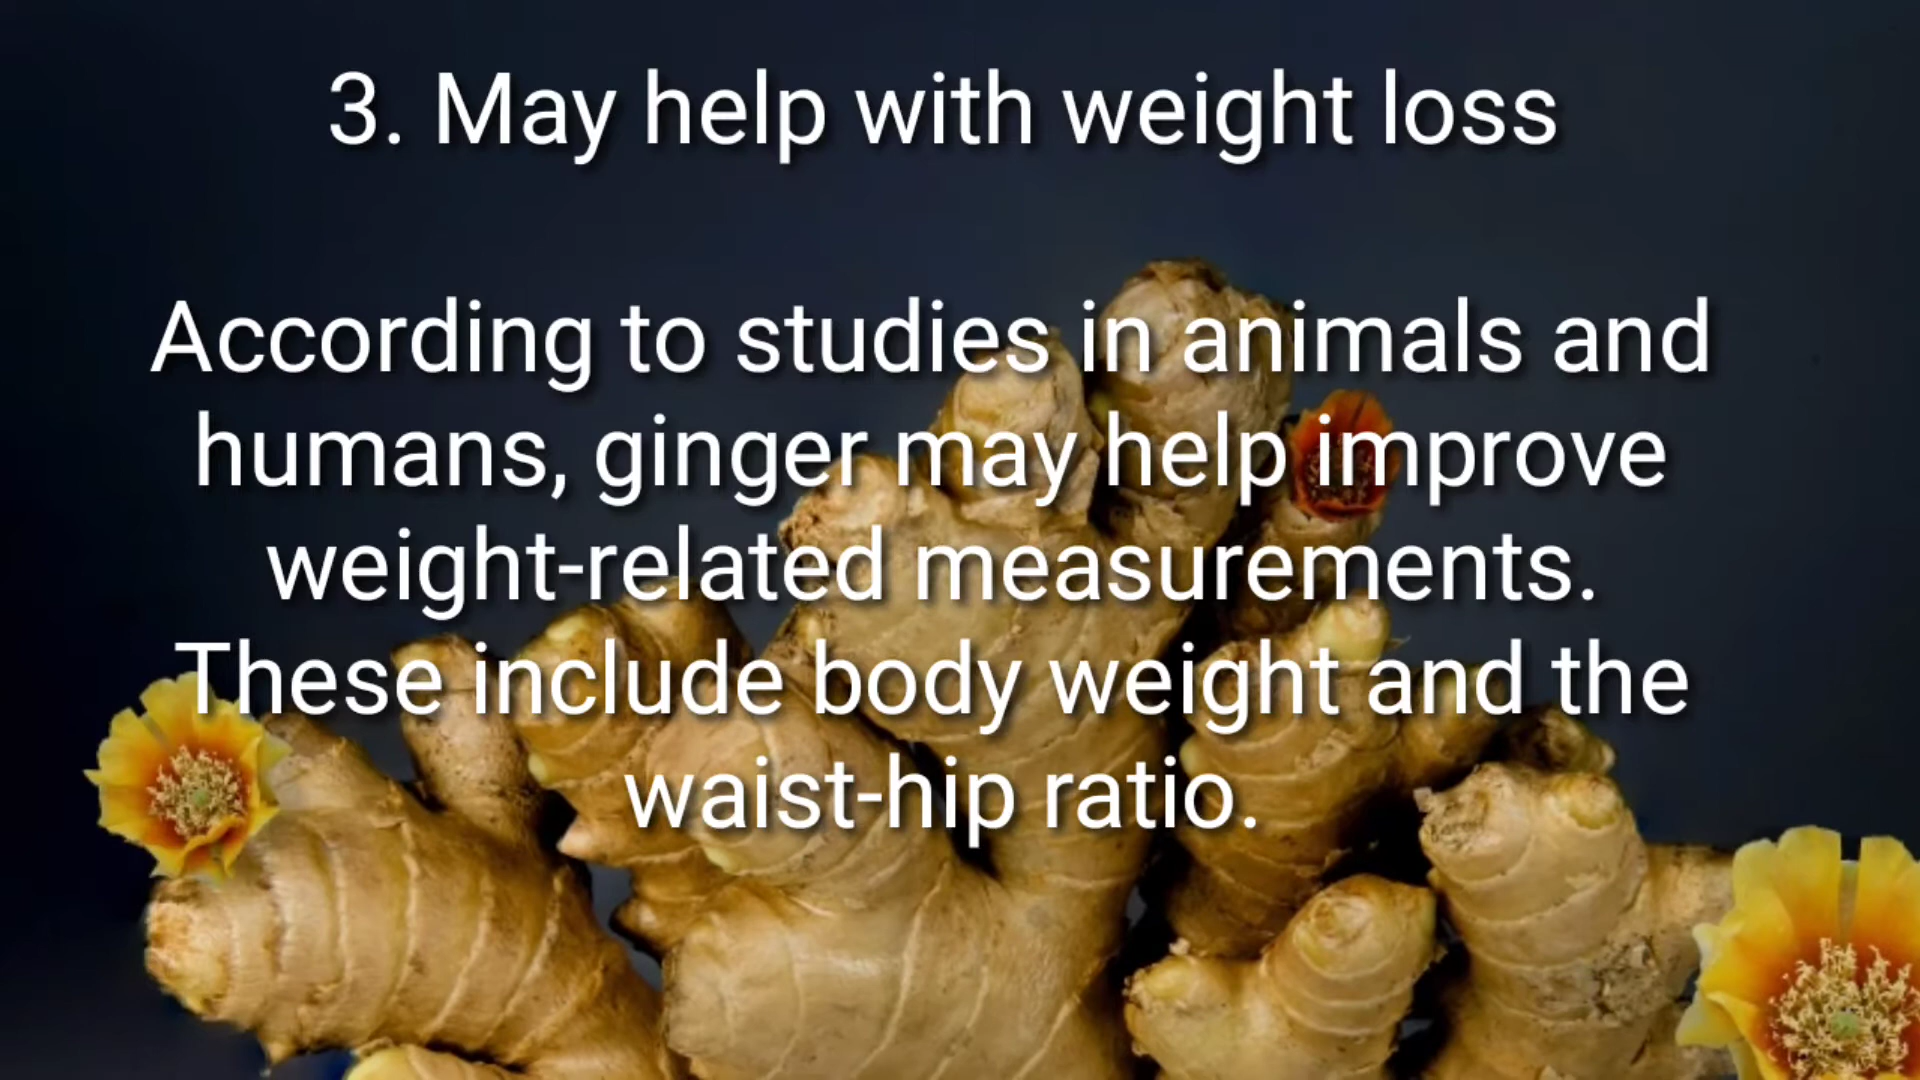 3. May help with weight loss
According to studies in animals and
humans, ginger may help improve
weight-related measurements.
These include body weight and the
waist-hip ratio.